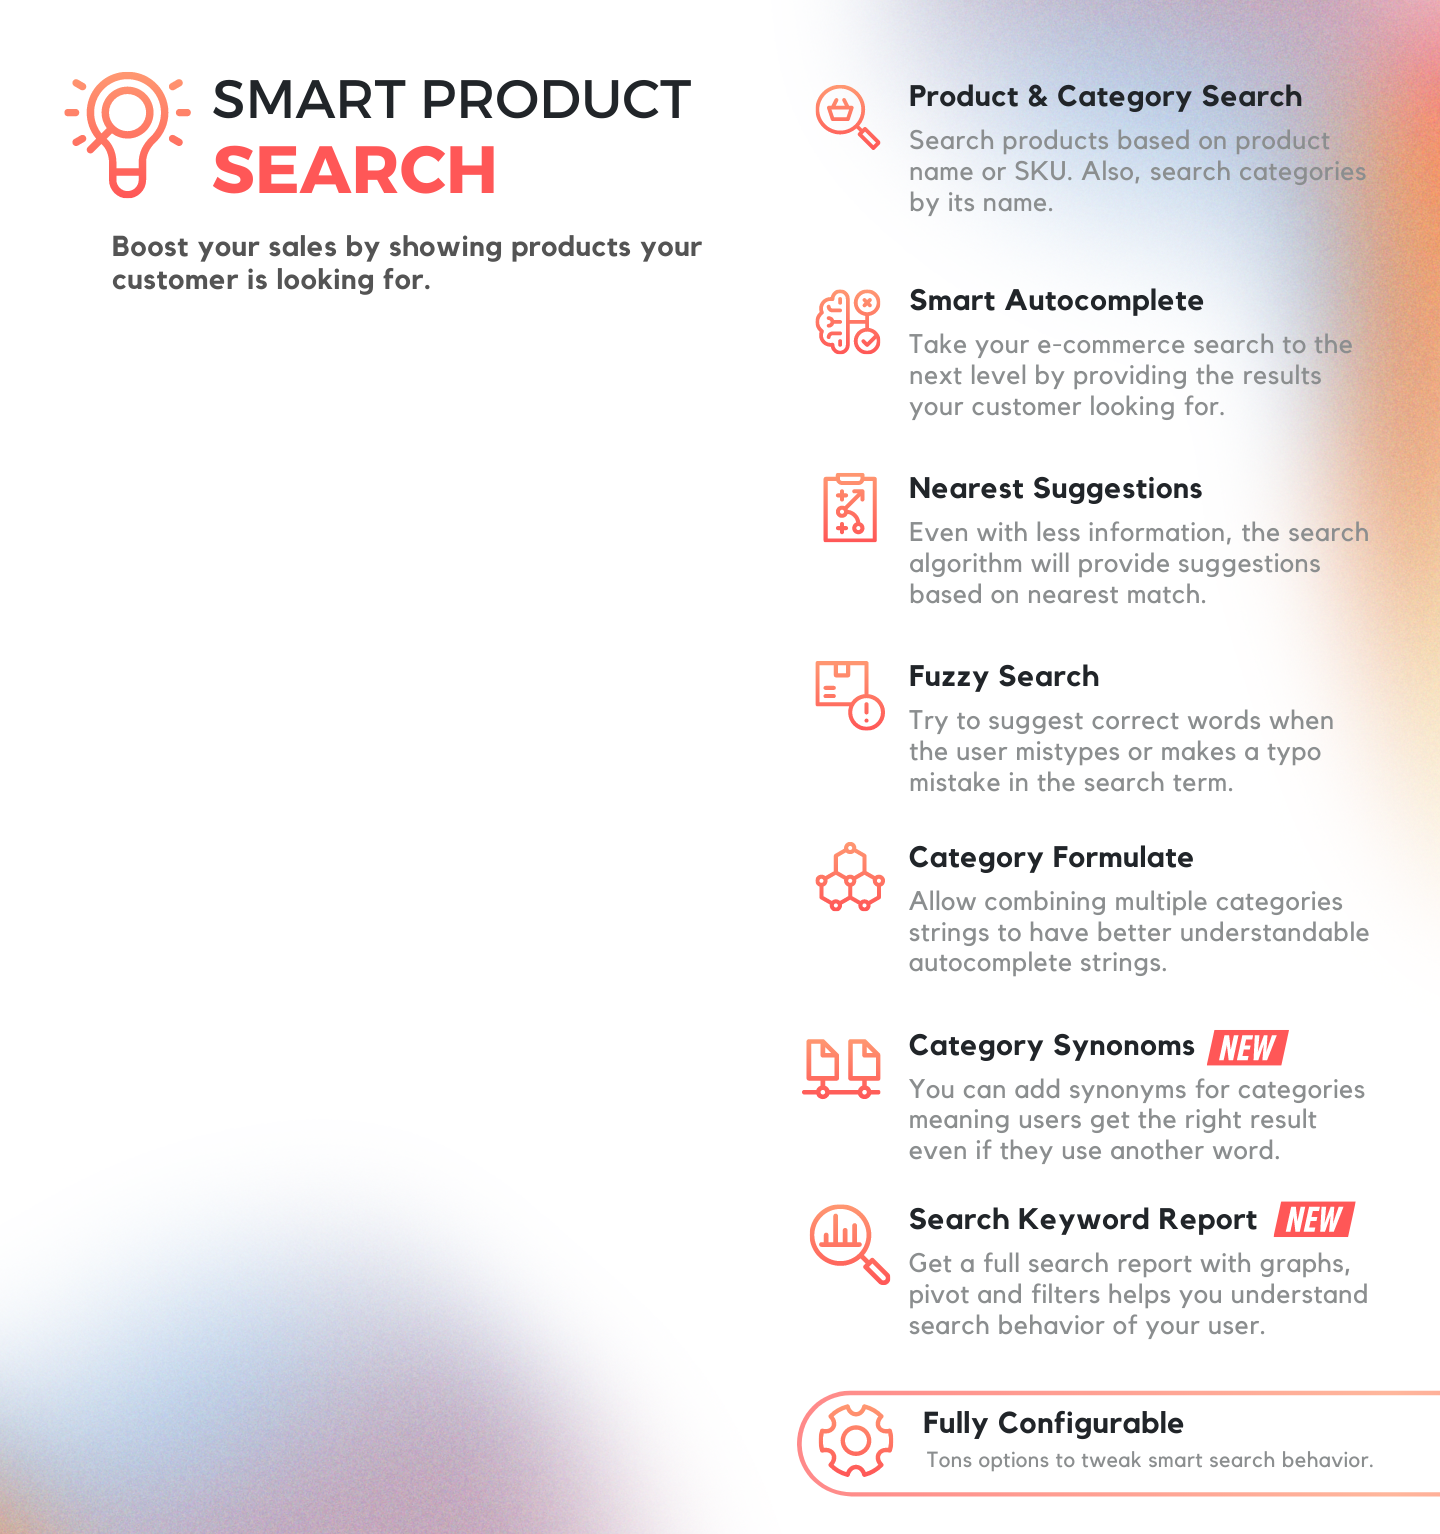 SMART PRODUCT
SEARCH
Boost your sales by showing products your
customer is looking for.
Product & Category Search
Search products based on product
name or SKU. Also, search categories
by its name.
Smart Autocomplete
Take your e-commerce search to the
next level by providing the results
your customer looking for.
Nearest Suggestions
Even with less information, the search
algorithm will provide suggestions
based on nearest match.
Fuzzy Search
Try to suggest correct words when
the user mistypes or makes a typo
mistake in the search term.
Category Formulate
Allow combining multiple categories
strings to have better understandable
autocomplete strings.
Category Synonoms NEW
You can add synonyms for categories
meaning users get the right result
even if they use another word.
Search Keyword Report NEW
Get a full search report with graphs,
pivot and filters helps you understand
search behavior of your user.
Fully Configurable
Tons options to tweak smart search behavior.